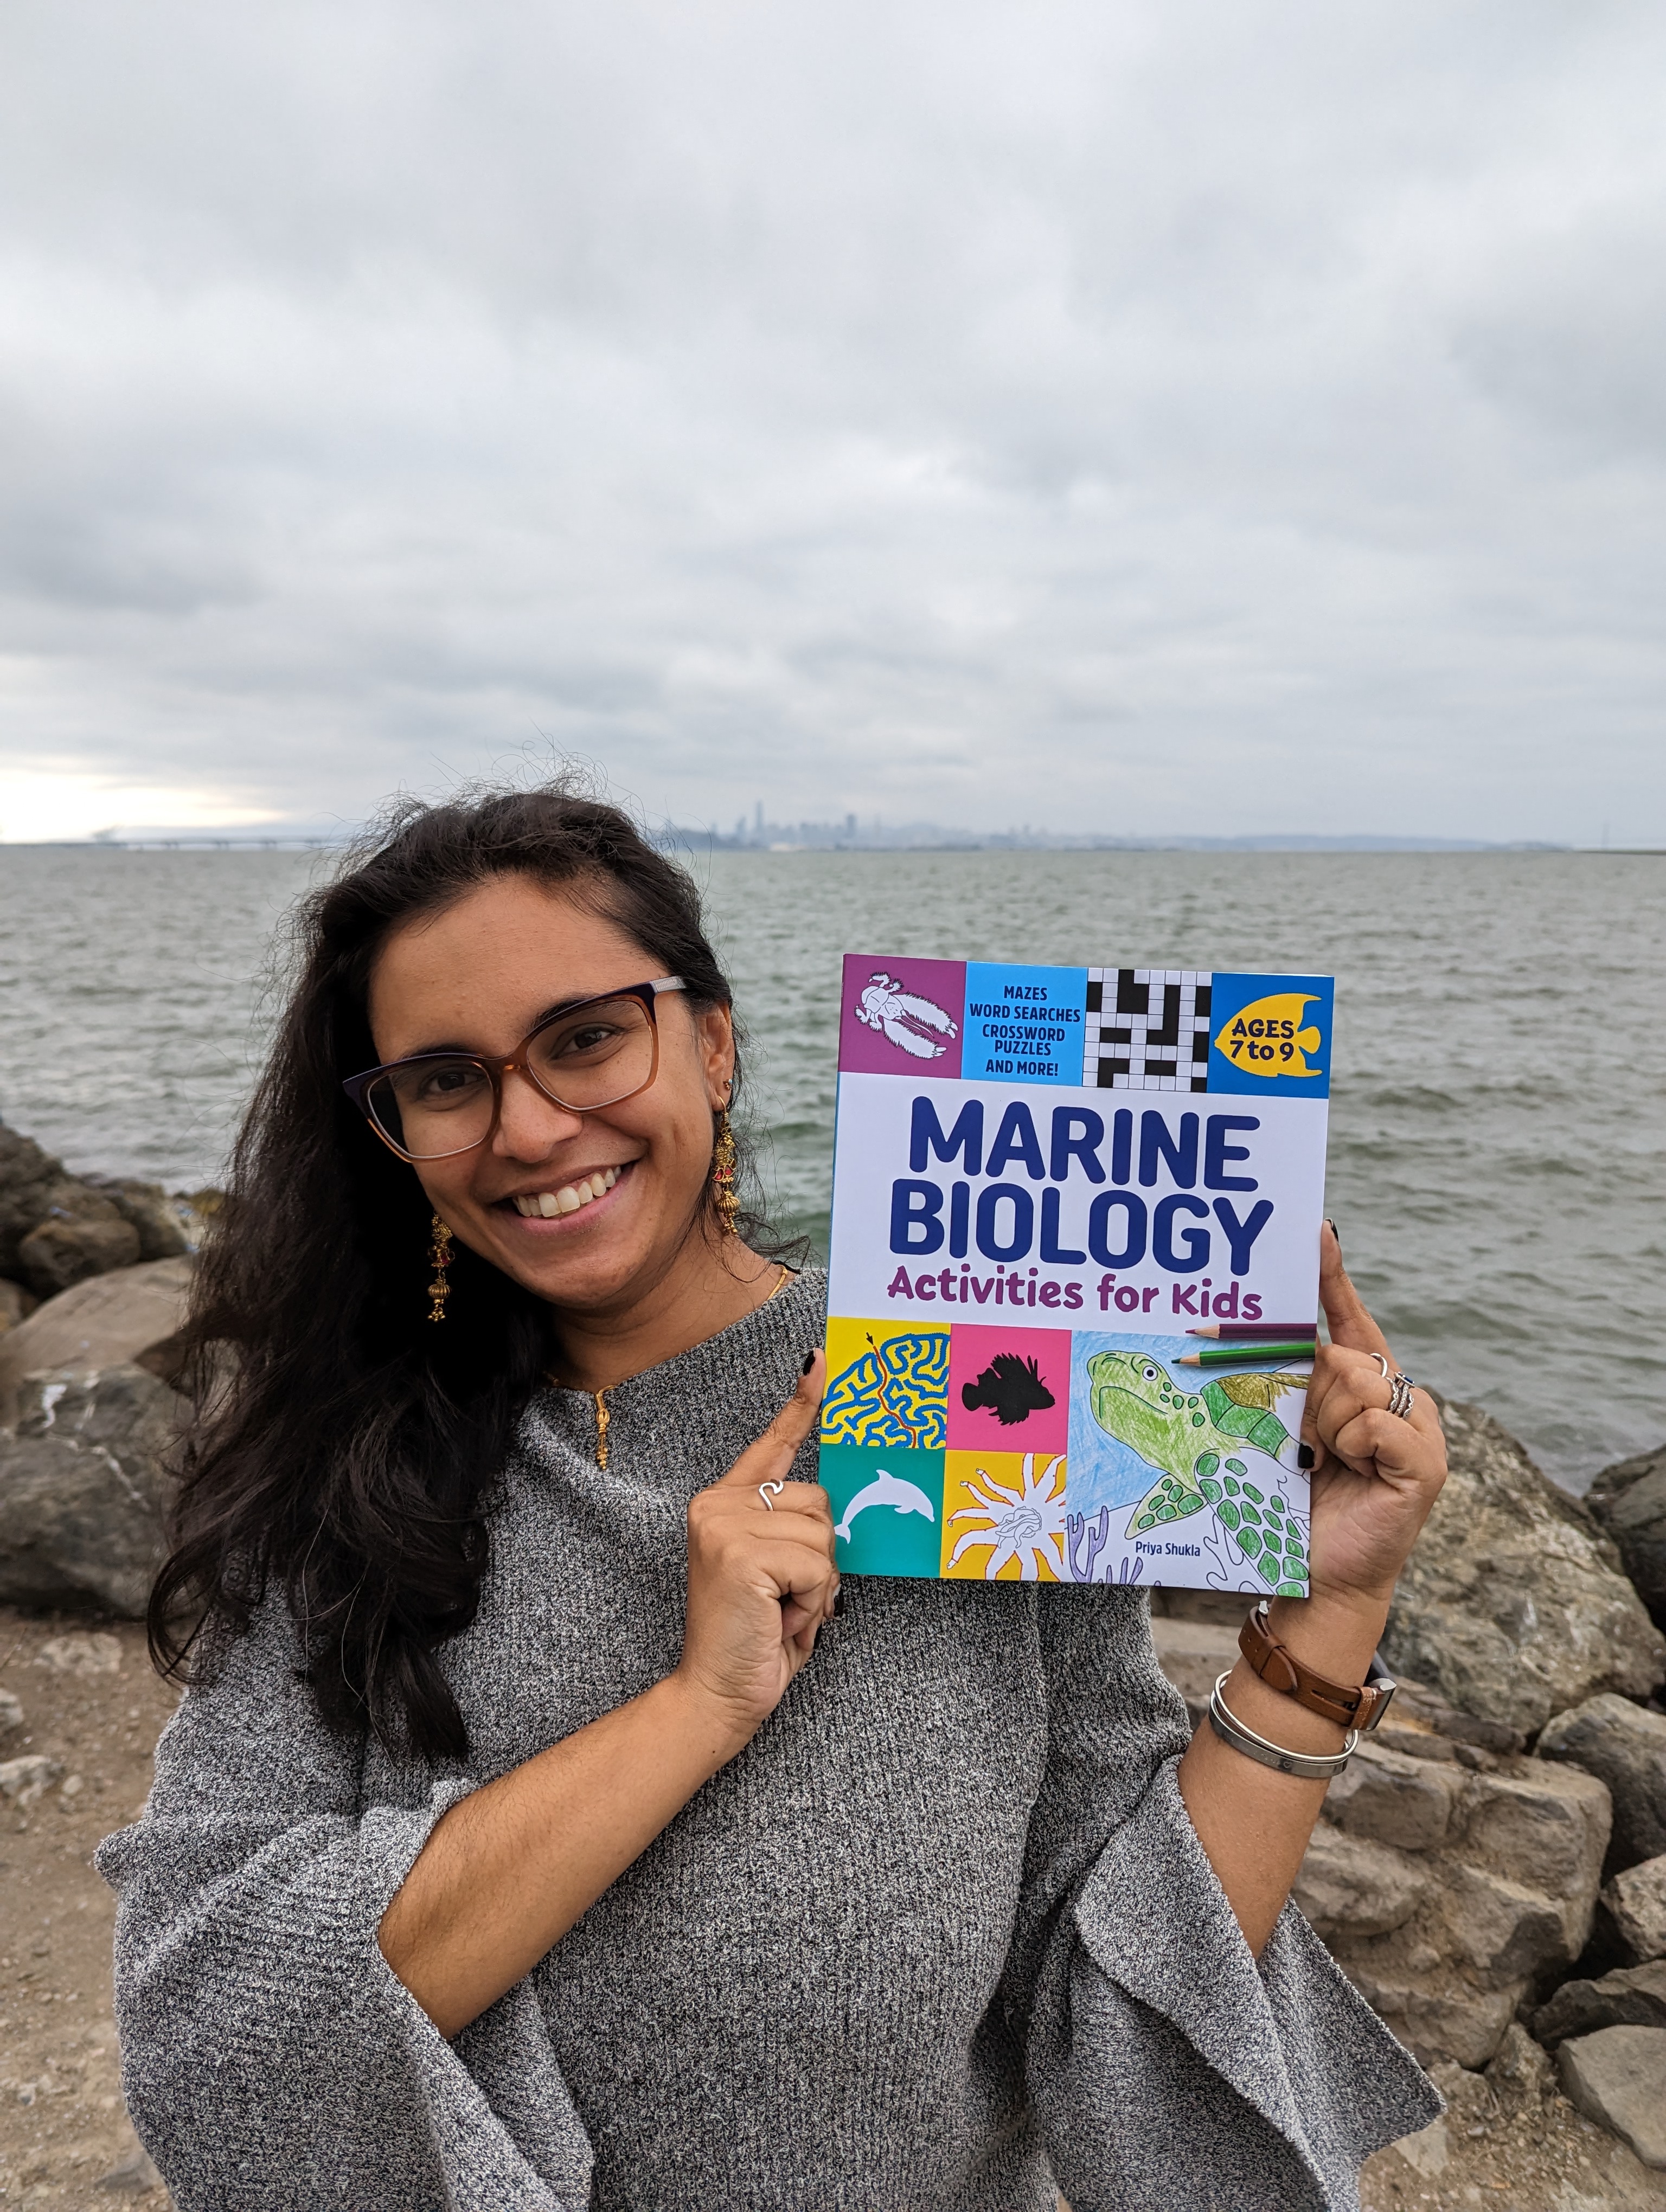 MAZES
WORD SEARCHES
CROSSWORD
PUZZLES
AND MORE!
AGES
7 to 9
MARINE
BIOLOGY
Activities for Kids
Priya Shukla